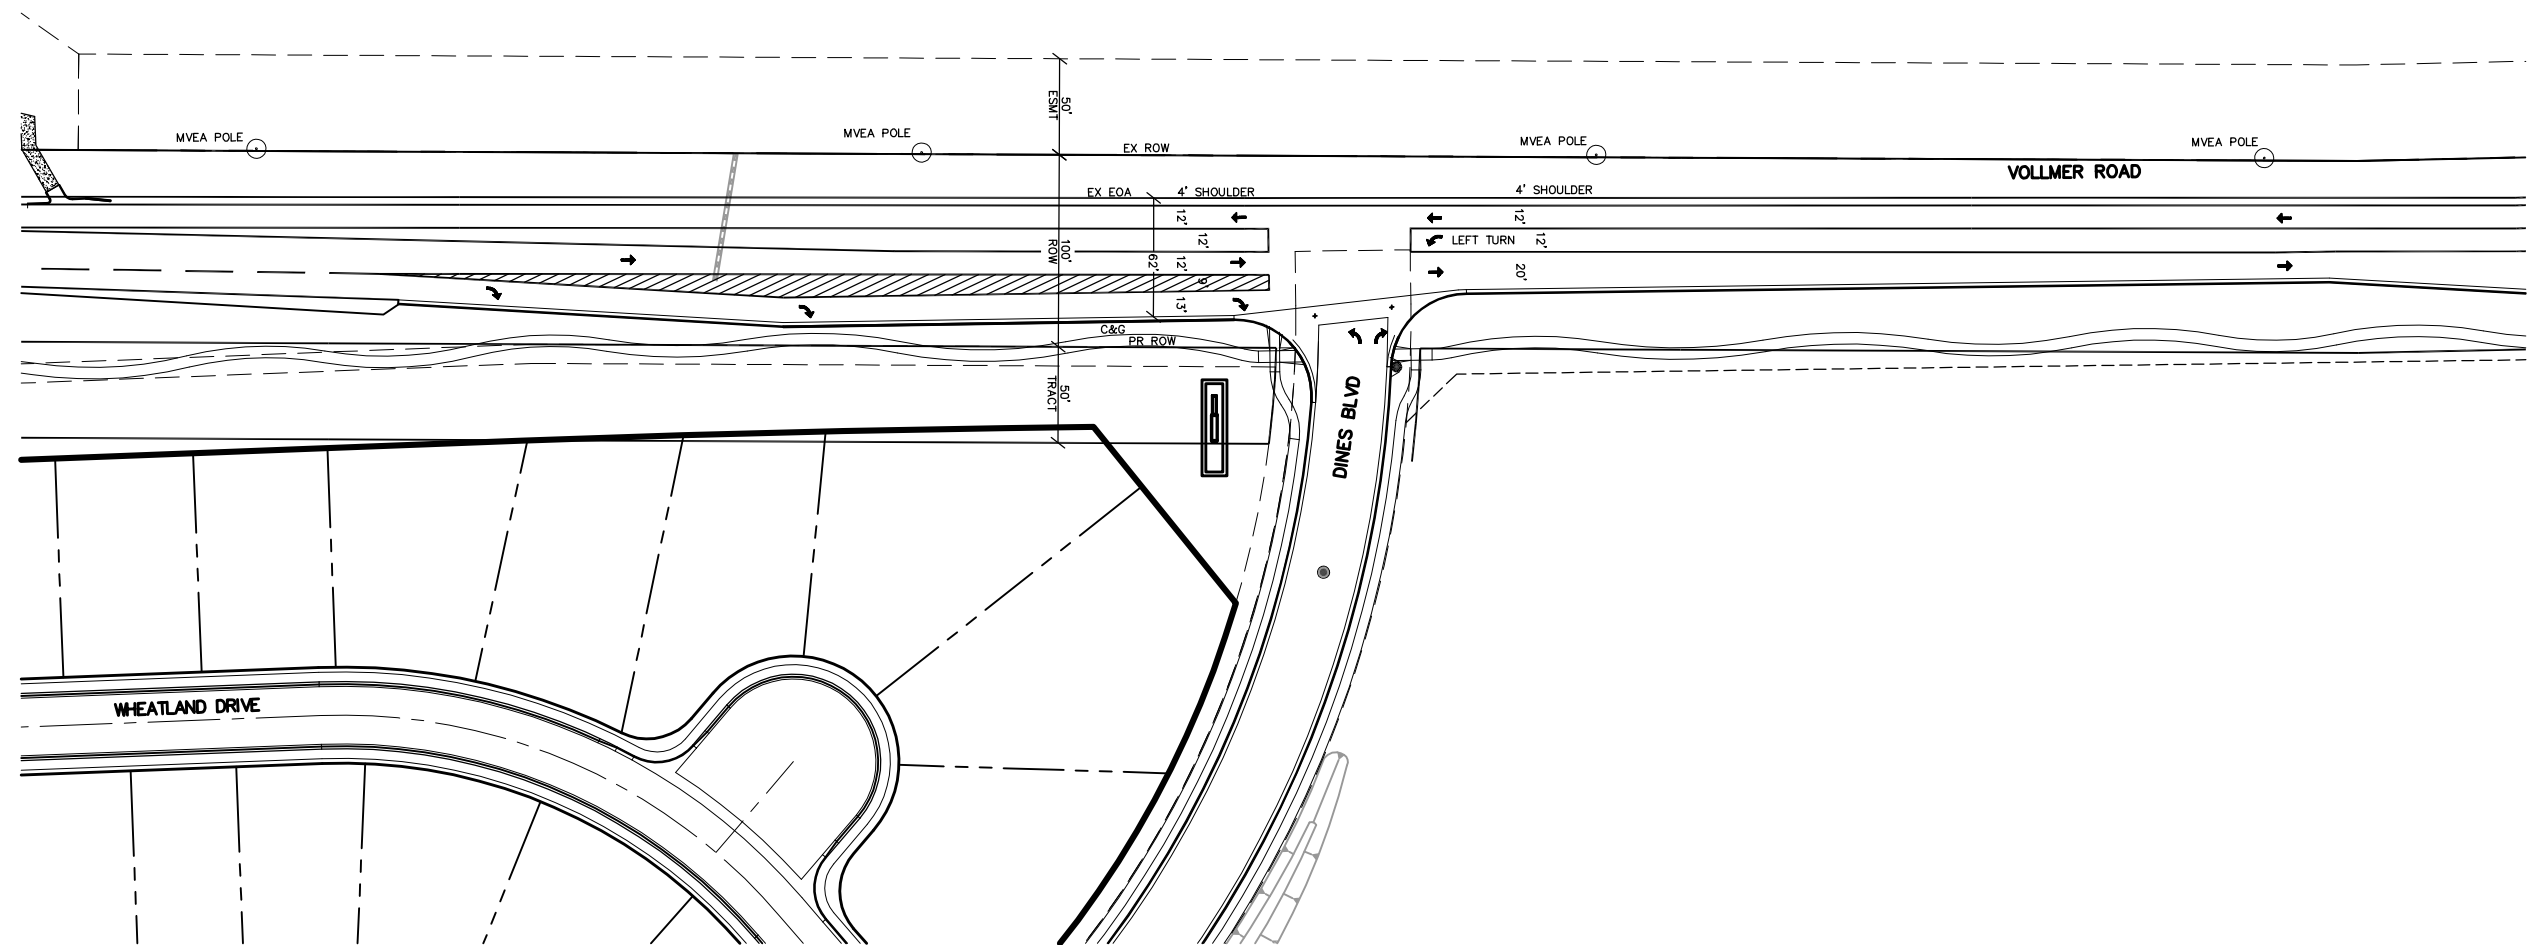 50'
ESMT
MVEA POLE
MVEA POLE
MVEA POLE
MVEA POLE
EX ROW
VOLLMER ROAD
EX EOA
4' SHOULDER
4' SHOULDER
12'
12'
12'
LEFT TURN
12'
100'
ROW
62'
12'
20'
9'
13'
C&G
PR ROW
50'
TRACT
DINES BLVD
WHEATLAND DRIVE